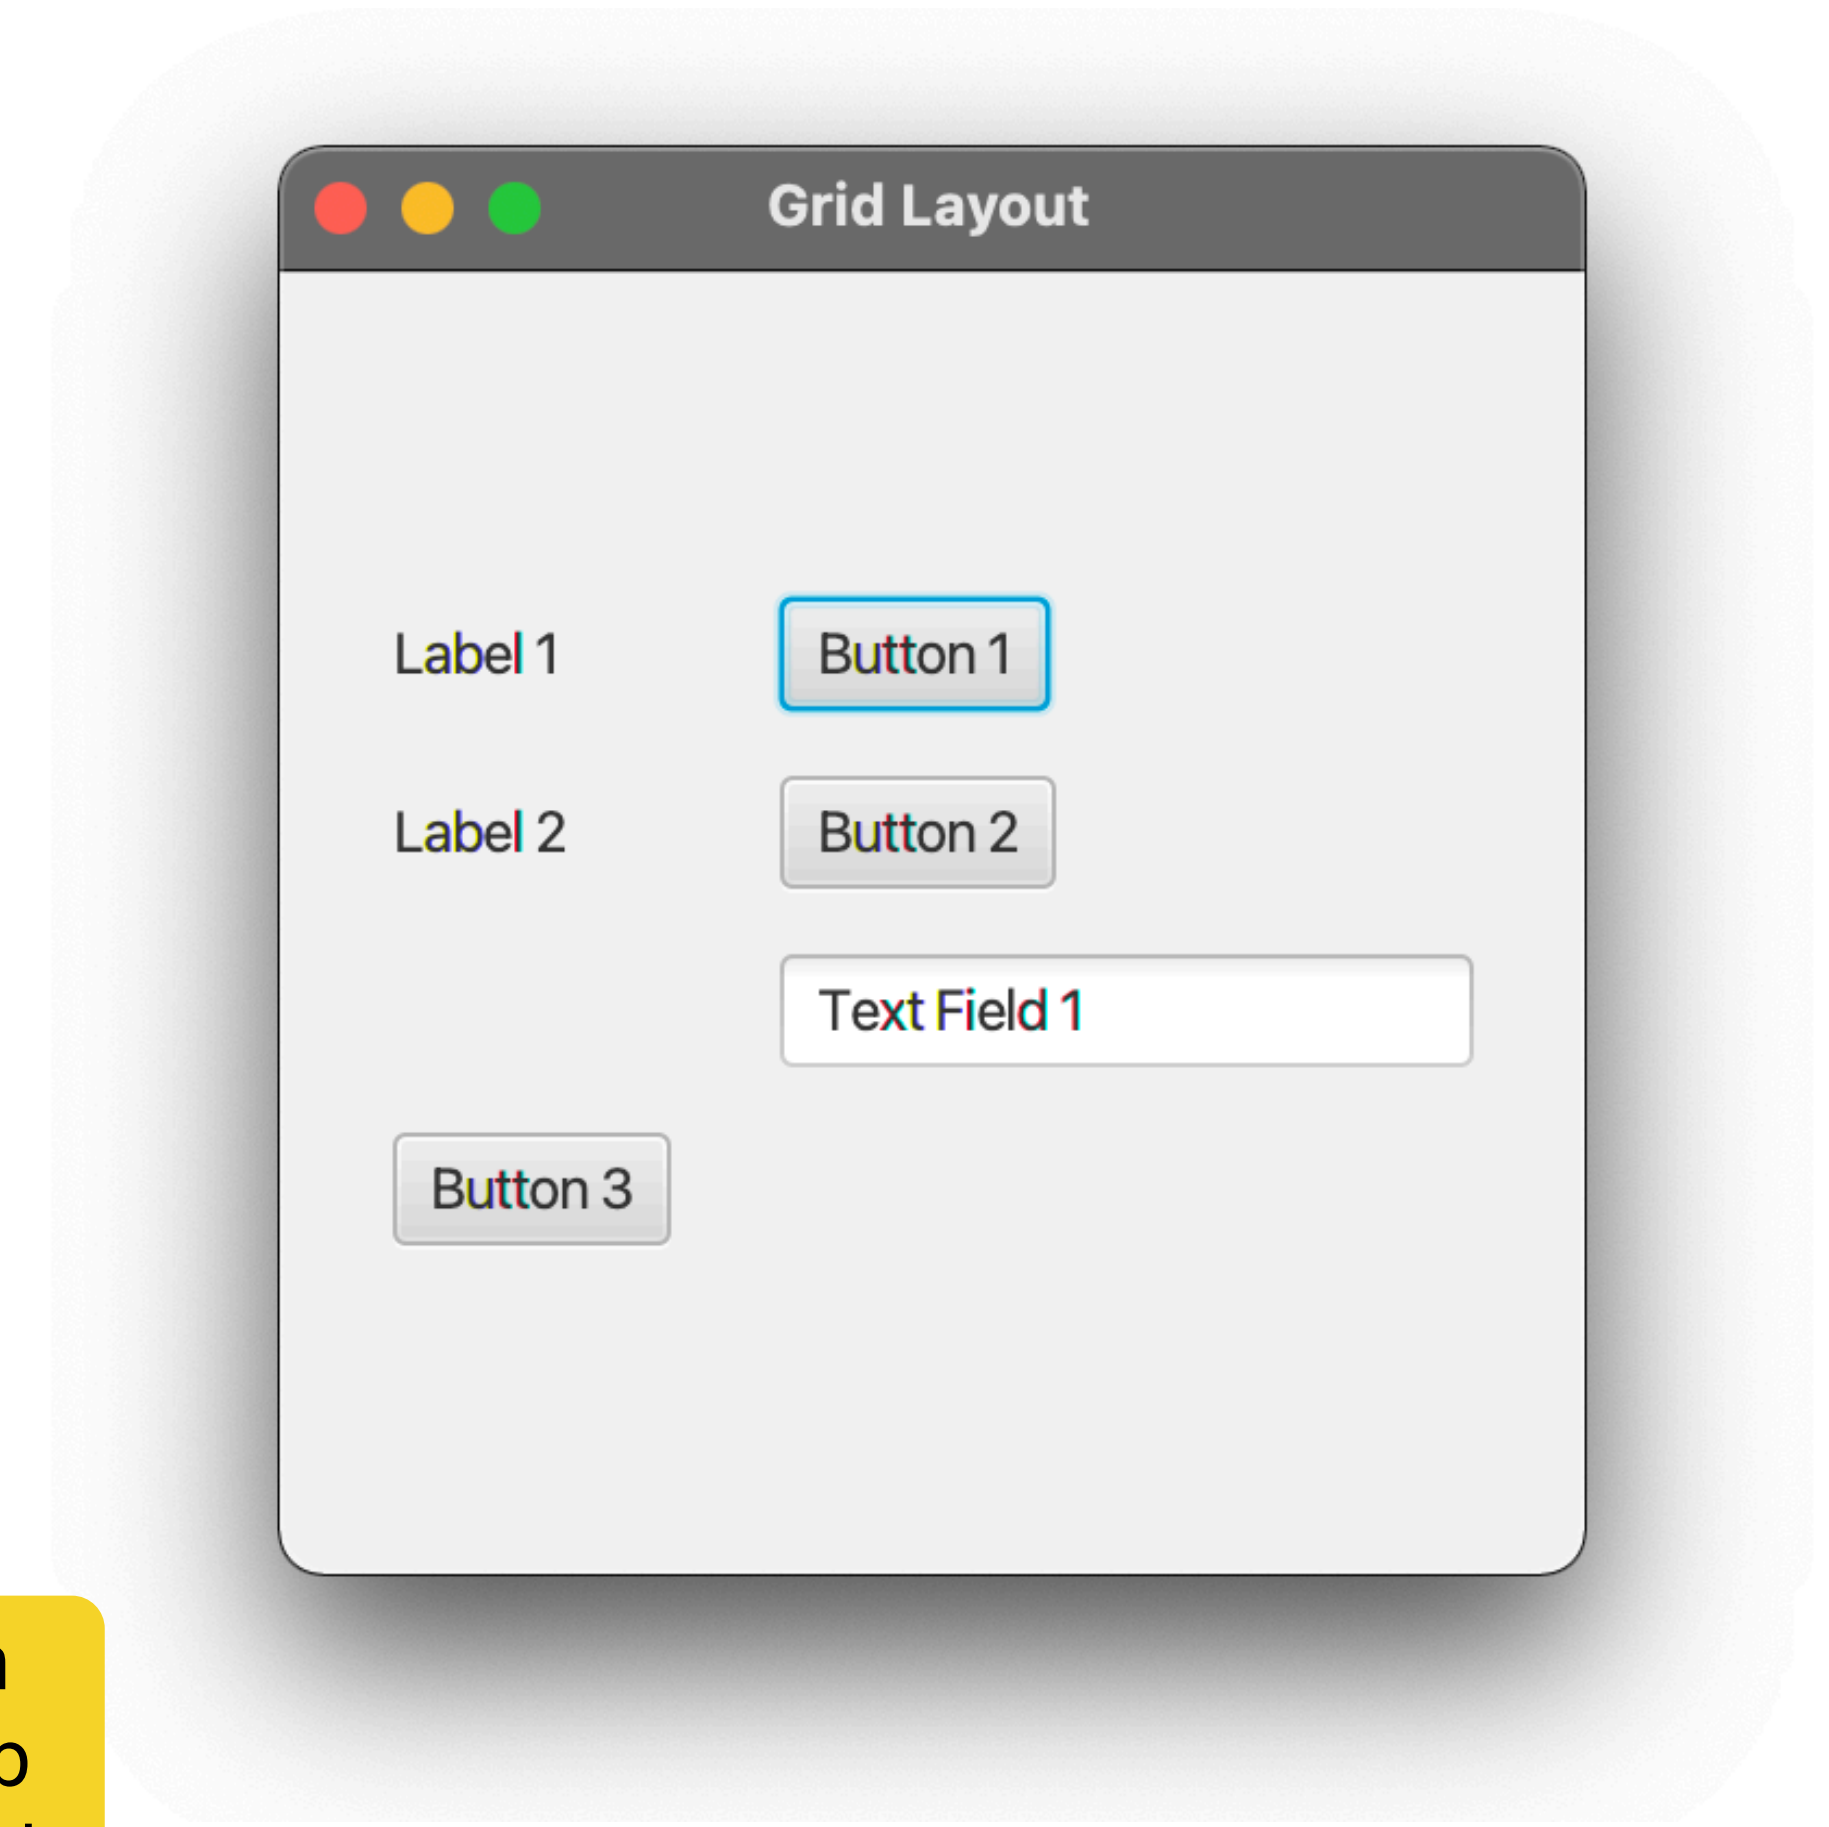 Grid Layout
Label 1 Button 1
Label 2 Button 2
Text Field 1
Button 3